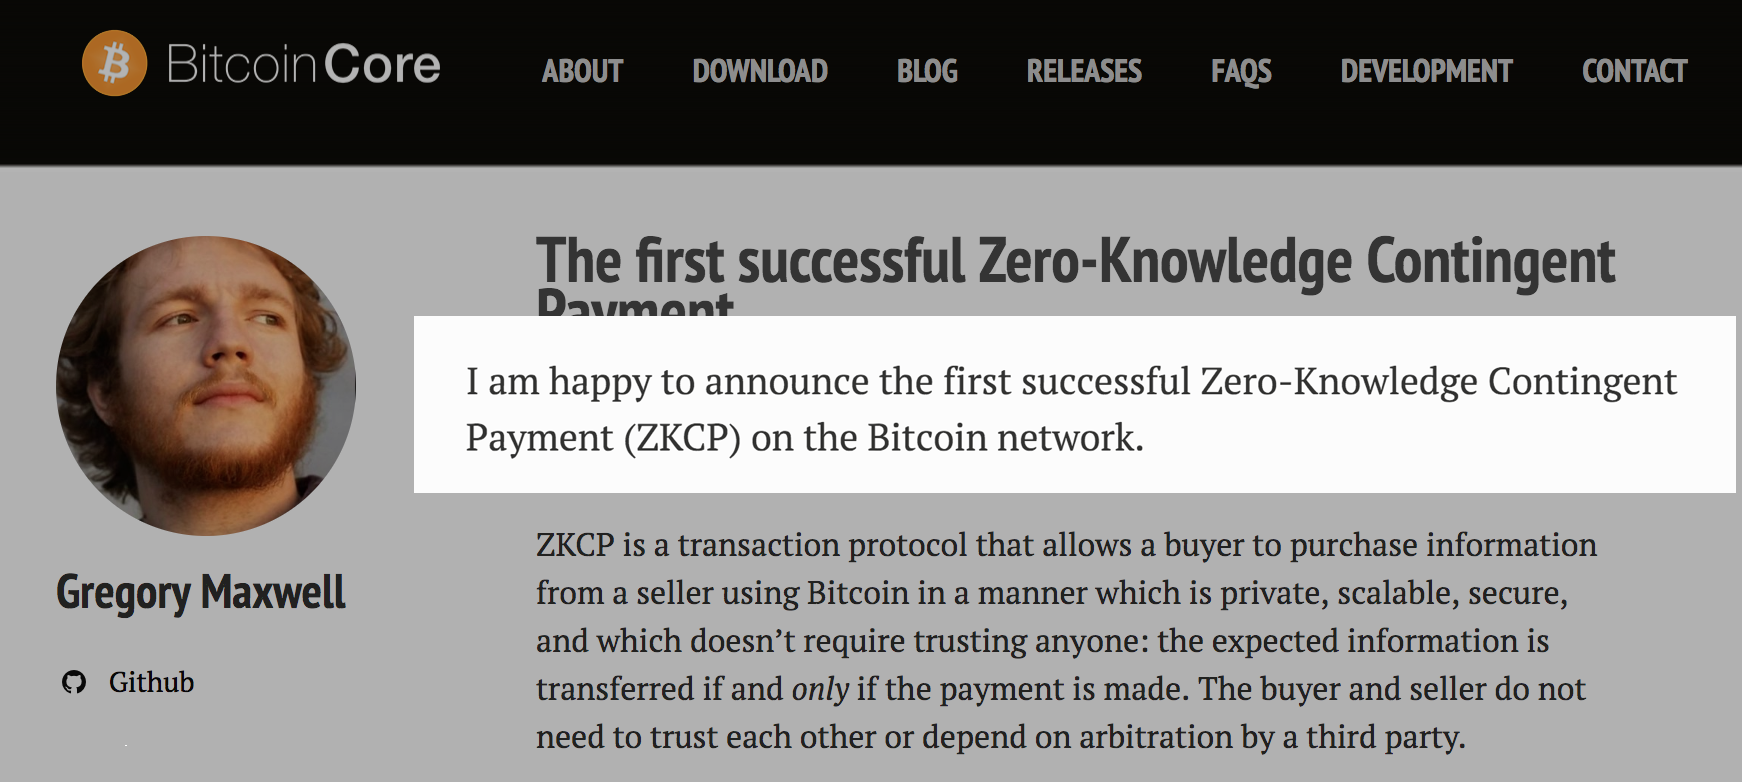 BitcoinCore
ABOUT DOWNLOAD BLOG RELEASES FAQS DEVELOPMENT CONTACT
Gregory Maxwell
Github
The first successful Zero-Knowledge Contingent
Payment
I am happy to announce the first successful Zero-Knowledge Contingent
Payment (ZKCP) on the Bitcoin network.
ZKCP is a transaction protocol that allows a buyer to purchase information
from a seller using Bitcoin in a manner which is private, scalable, secure,
and which doesn’t require trusting anyone: the expected information is
transferred if and only if the payment is made. The buyer and seller do not
need to trust each other or depend on arbitration by a third party.